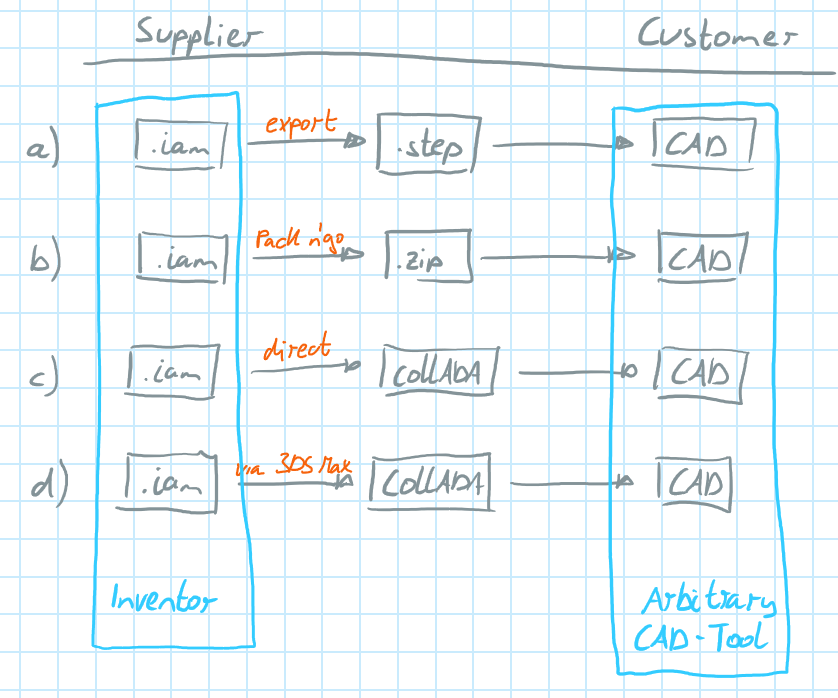 Supplier Customer
a) .iam export .step CAD
b) .iam Pack n'go .zip CAD
c) .iam direct CollADA CAD
d) .iam via 3DS Max CollADA CAD
Inventor Arbitrary
CAD-Tool